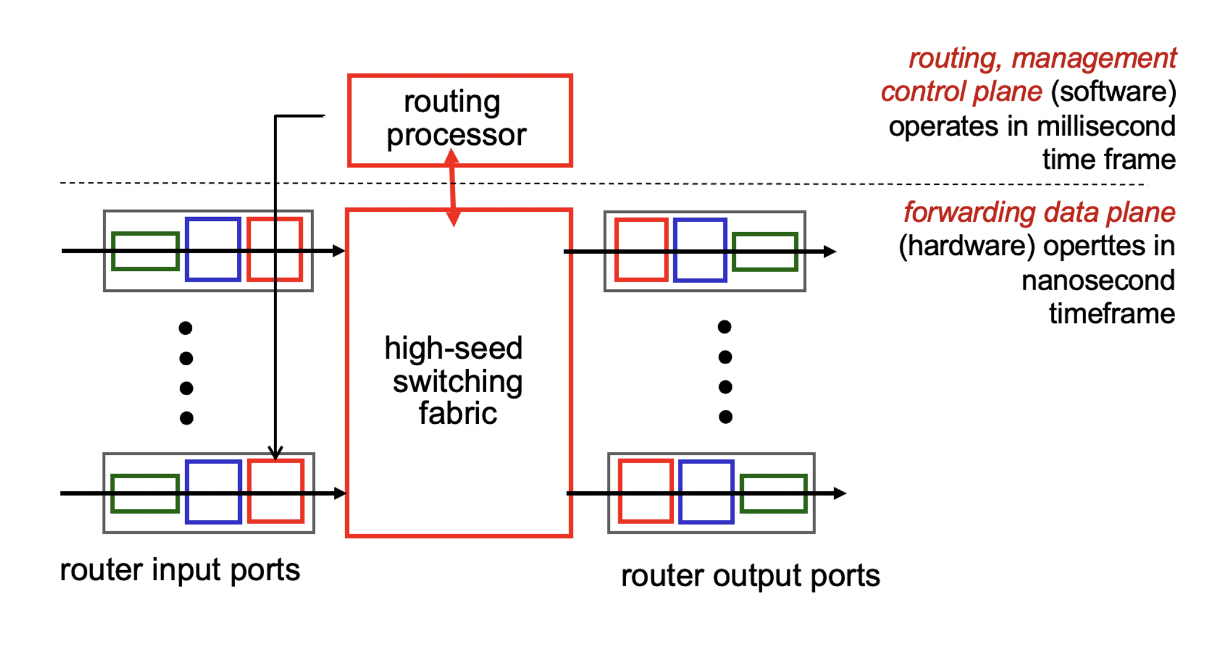 routing
processor
routing, management
control plane (software)
operates in millisecond
time frame
forwarding data plane
(hardware) operttes in
nanosecond
timeframe
high-seed
switching
fabric
router input ports
router output ports